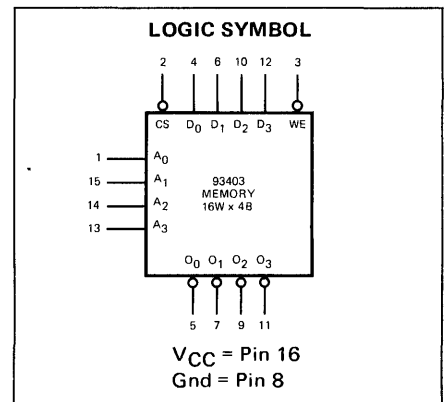 LOGIC SYMBOL
2 4 6 10 12 3
CS D0 D1 D2 D3 WE
1 A0
15 A1
14 A2
13 A3
93403
MEMORY
16W x 4B
O0 O1 O2 O3
5 7 9 11
VCC = Pin 16
Gnd = Pin 8